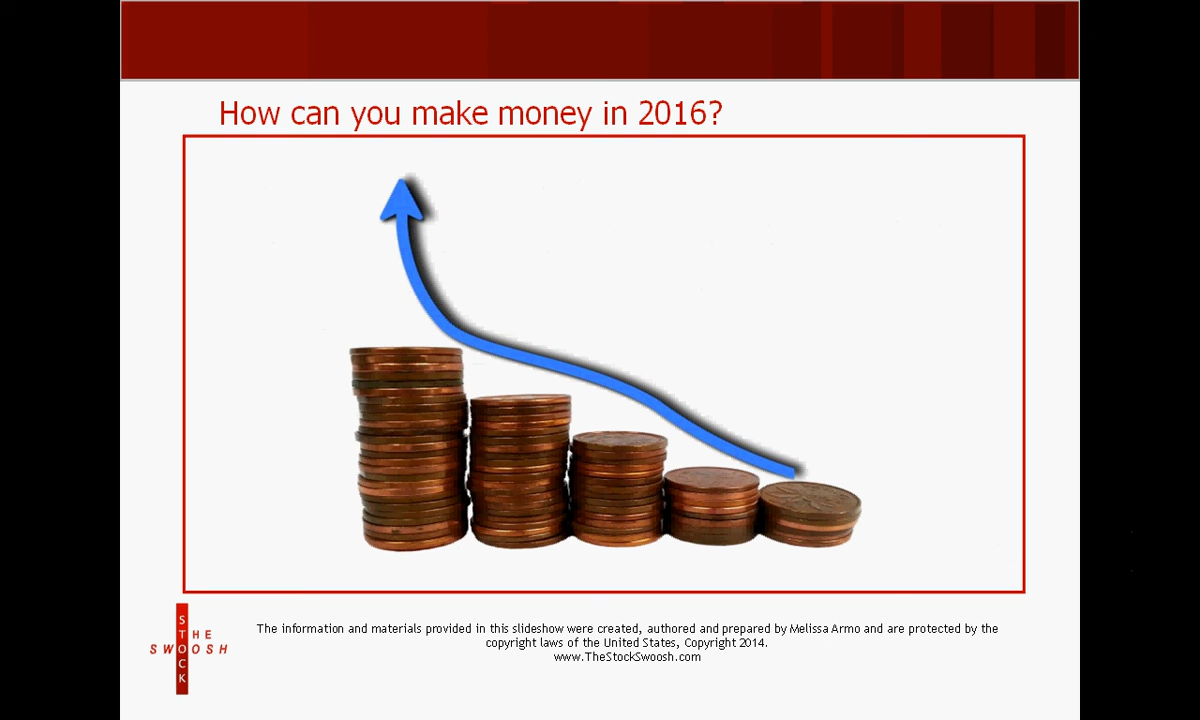 How can you make money in 2016?
STOCK
THE
SWOOSH
The information and materials provided in this slideshow were created, authored and prepared by Melissa Armo and are protected by the
copyright laws of the United States, Copyright 2014.
www.TheStockSwoosh.com